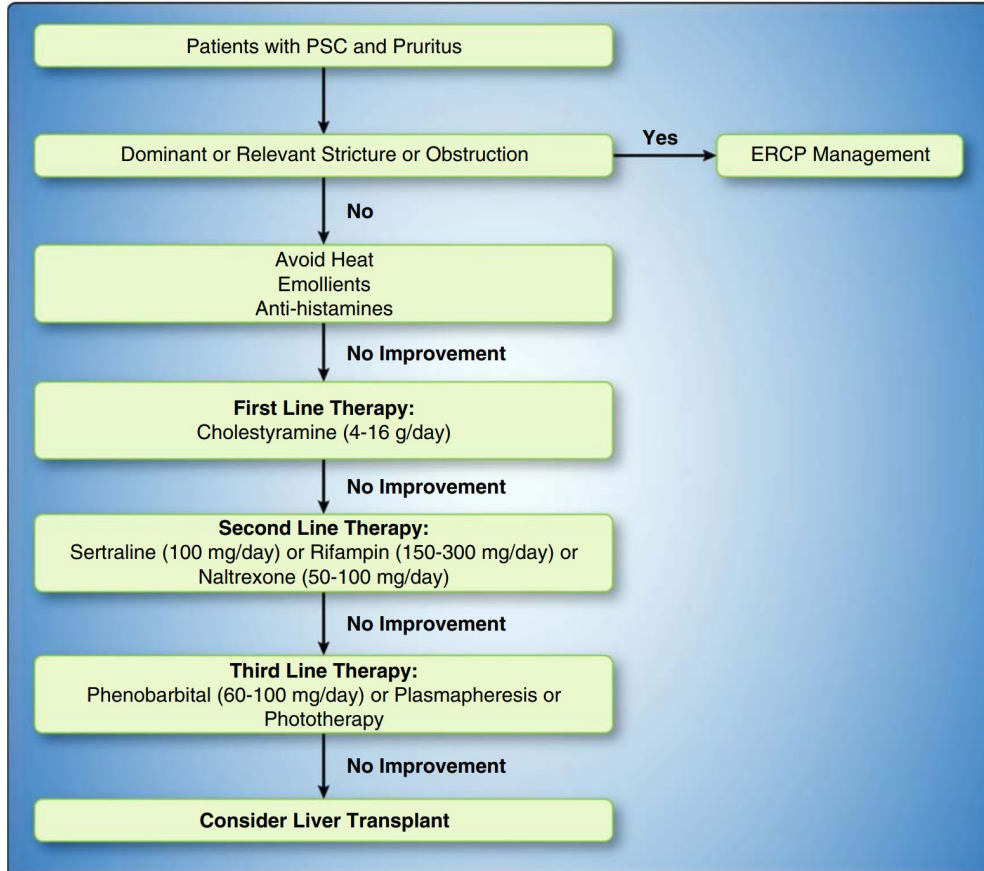 Patients with PSC and Pruritus
Dominant or Relevant Stricture or Obstruction
Yes
ERCP Management
No
Avoid Heat
Emollients
Anti-histamines
No Improvement
First Line Therapy:
Cholestyramine (4-16 g/day)
No Improvement
Second Line Therapy:
Sertraline (100 mg/day) or Rifampin (150-300 mg/day) or
Naltrexone (50-100 mg/day)
No Improvement
Third Line Therapy:
Phenobarbital (60-100 mg/day) or Plasmapheresis or
Phototherapy
No Improvement
Consider Liver Transplant